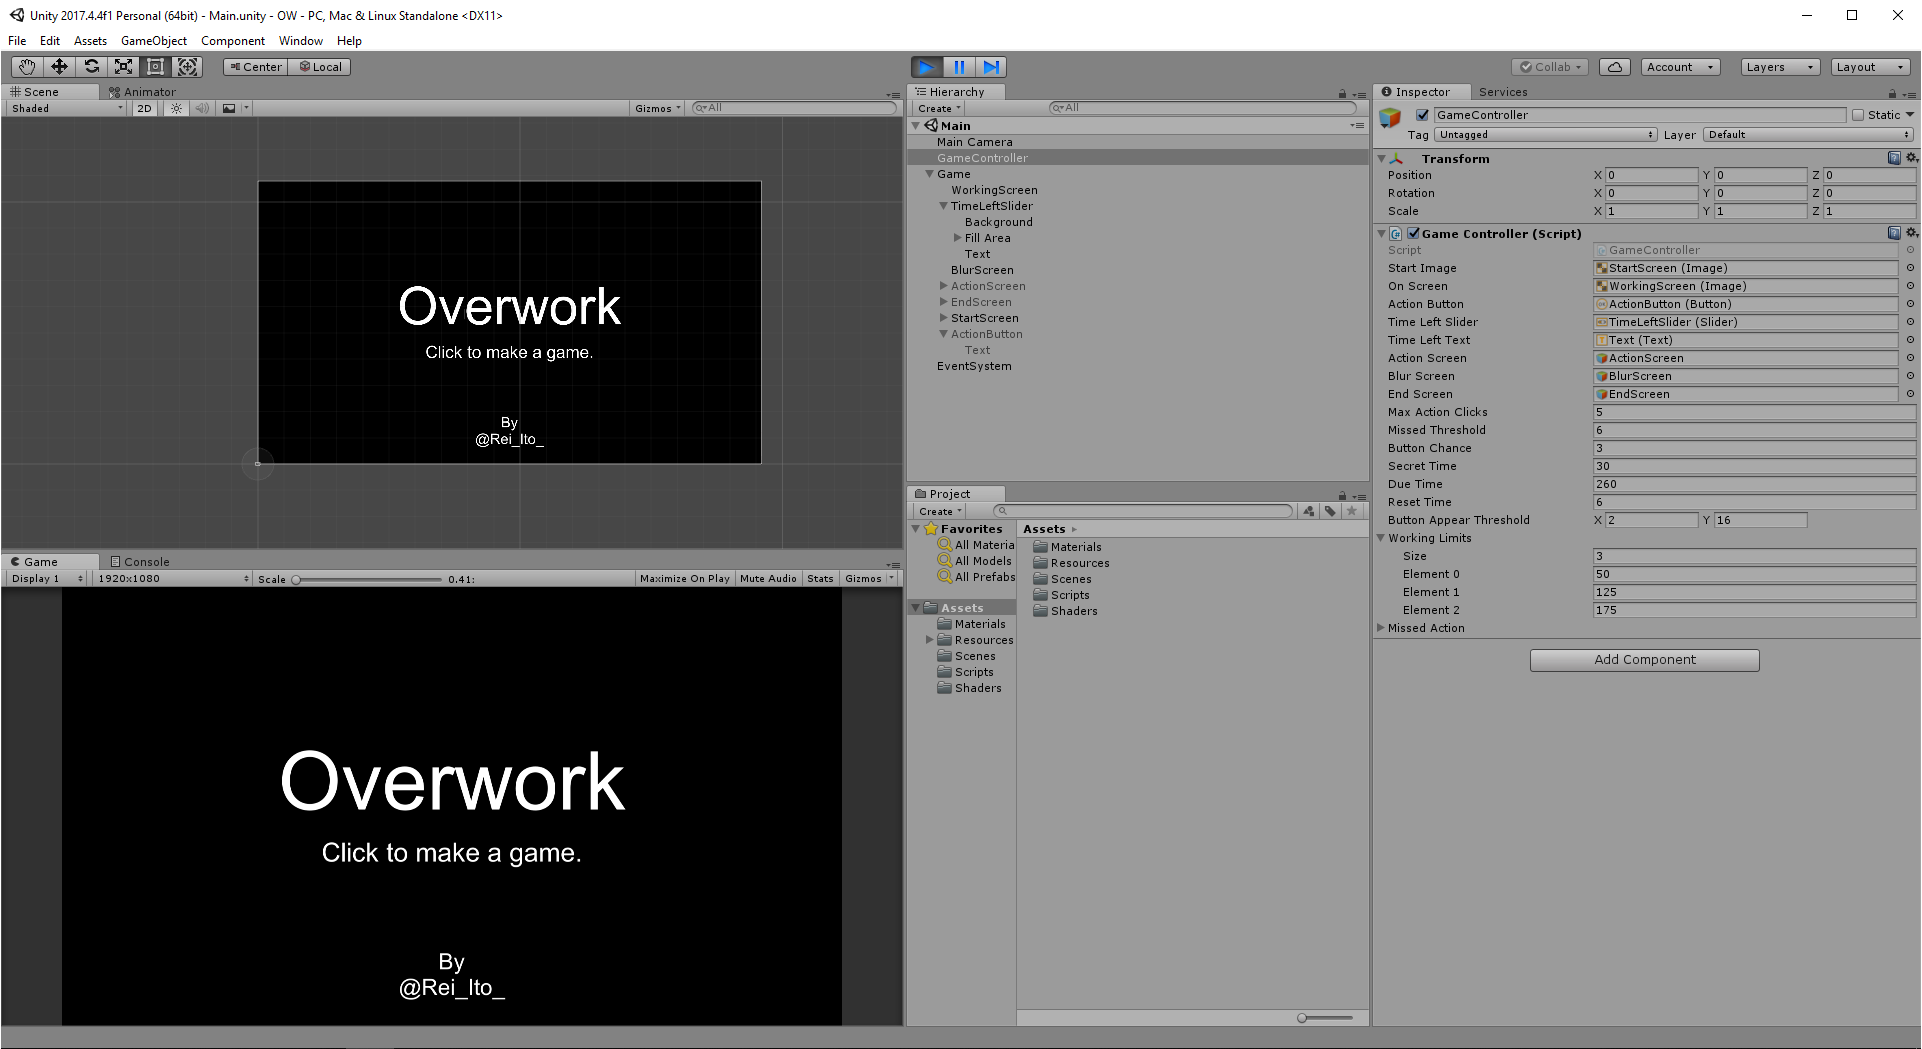 Unity 2017.4.4f1 Personal (64bit) - Main.unity - OW - PC, Mac & Linux Standalone <DX11>
File Edit Assets GameObject Component Window Help
Center Local Collab Account Layers Layout
Scene Animator
Shaded 2D Gizmos All
Overwork
Click to make a game.
By
@Rei_Ito_
Game Console
Display 1 1920x1080 Scale 0.41: Maximize On Play Mute Audio Stats Gizmos
Overwork
Click to make a game.
By
@Rei_Ito_
Hierarchy
Create All
Main
Main Camera
GameController
Game
WorkingScreen
TimeLeftSlider
Background
Fill Area
Text
BlurScreen
ActionScreen
EndScreen
StartScreen
ActionButton
Text
EventSystem
Project
Create
Favorites
All Materia
All Models
All Prefabs
Assets
Materials
Resources
Scenes
Scripts
Shaders
Assets
Materials
Resources
Scenes
Scripts
Shaders
Inspector Services
GameController Static
Tag Untagged Layer Default
Transform
Position X 0 Y 0 Z 0
Rotation X 0 Y 0 Z 0
Scale X 1 Y 1 Z 1
Game Controller (Script)
Script GameController
Start Image StartScreen (Image)
On Screen WorkingScreen (Image)
Action Button ActionButton (Button)
Time Left Slider TimeLeftSlider (Slider)
Time Left Text Text (Text)
Action Screen ActionScreen
Blur Screen BlurScreen
End Screen EndScreen
Max Action Clicks 5
Missed Threshold 6
Button Chance 3
Secret Time 30
Due Time 260
Reset Time 6
Button Appear Threshold X 2 Y 16
Working Limits
Size 3
Element 0 50
Element 1 125
Element 2 175
Missed Action
Add Component